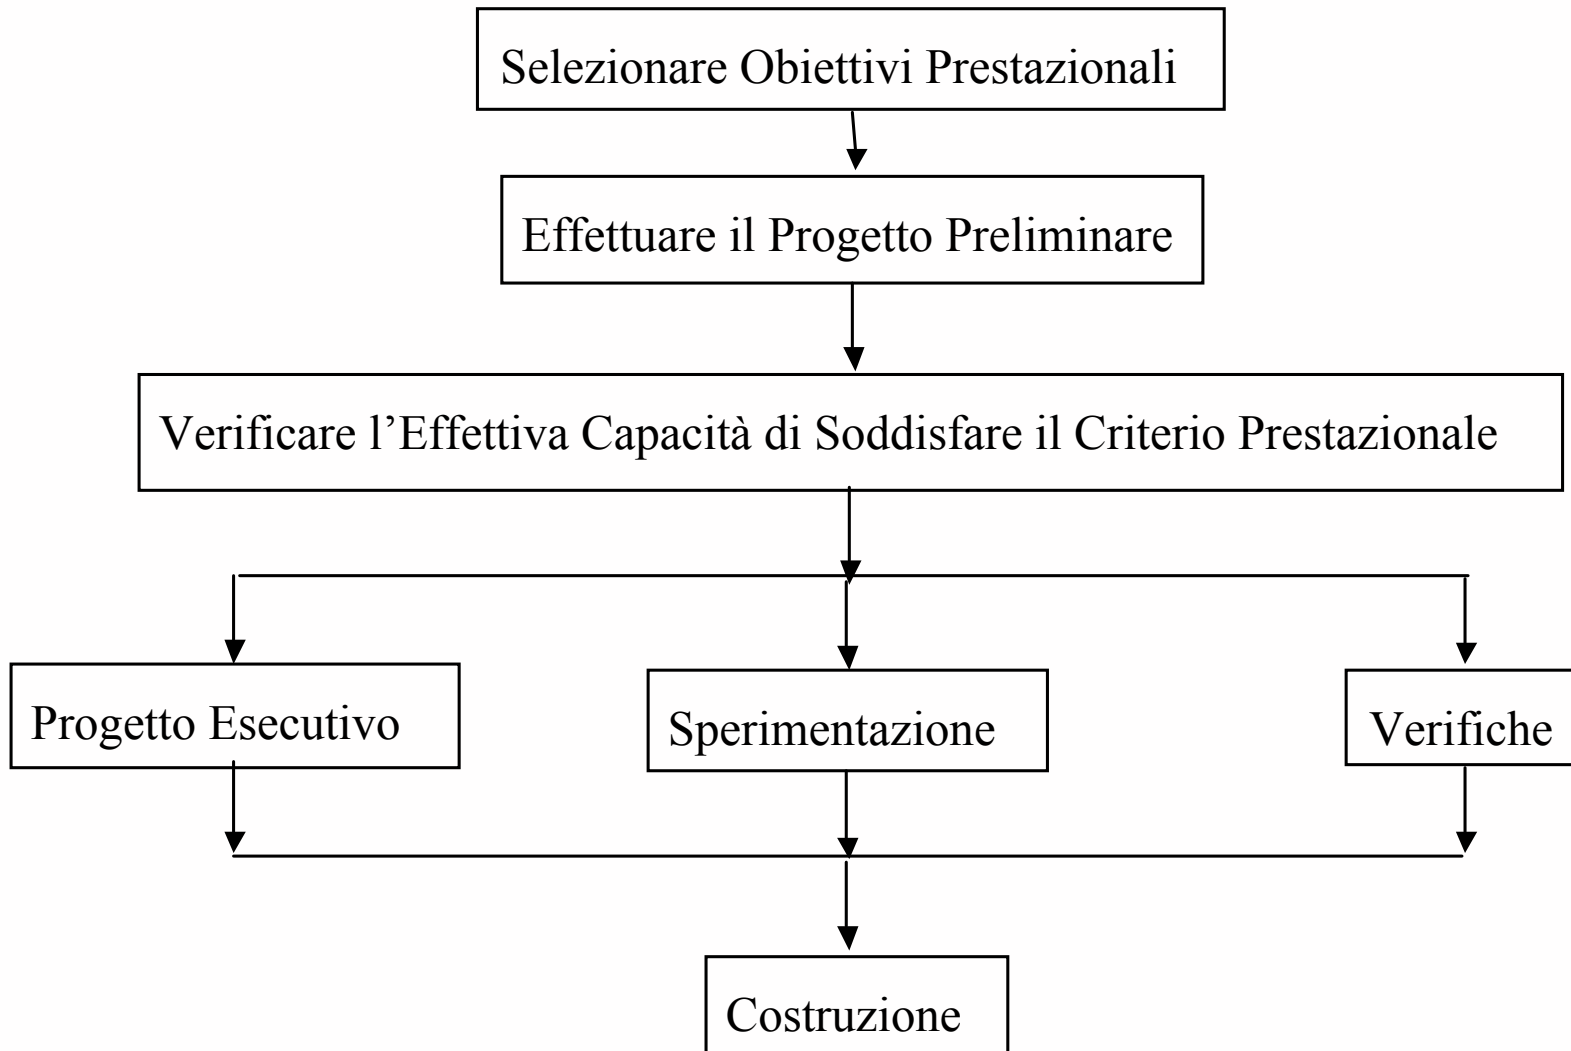 Selezionare Obiettivi Prestazionali
Effettuare il Progetto Preliminare
Verificare l’Effettiva Capacità di Soddisfare il Criterio Prestazionale
Progetto Esecutivo
Sperimentazione
Verifiche
Costruzione